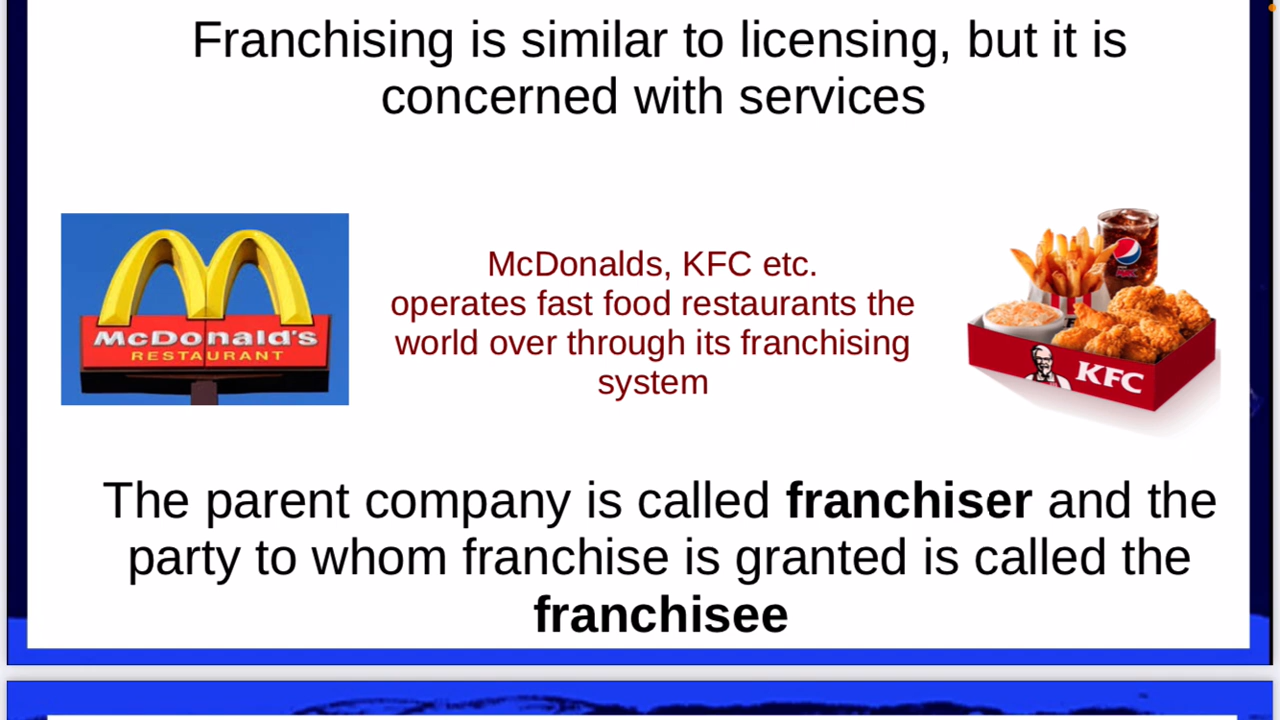 Franchising is similar to licensing, but it is
concerned with services
McDonald's
RESTAURANT
McDonalds, KFC etc.
operates fast food restaurants the
world over through its franchising
system
KFC
The parent company is called franchiser and the
party to whom franchise is granted is called the
franchisee